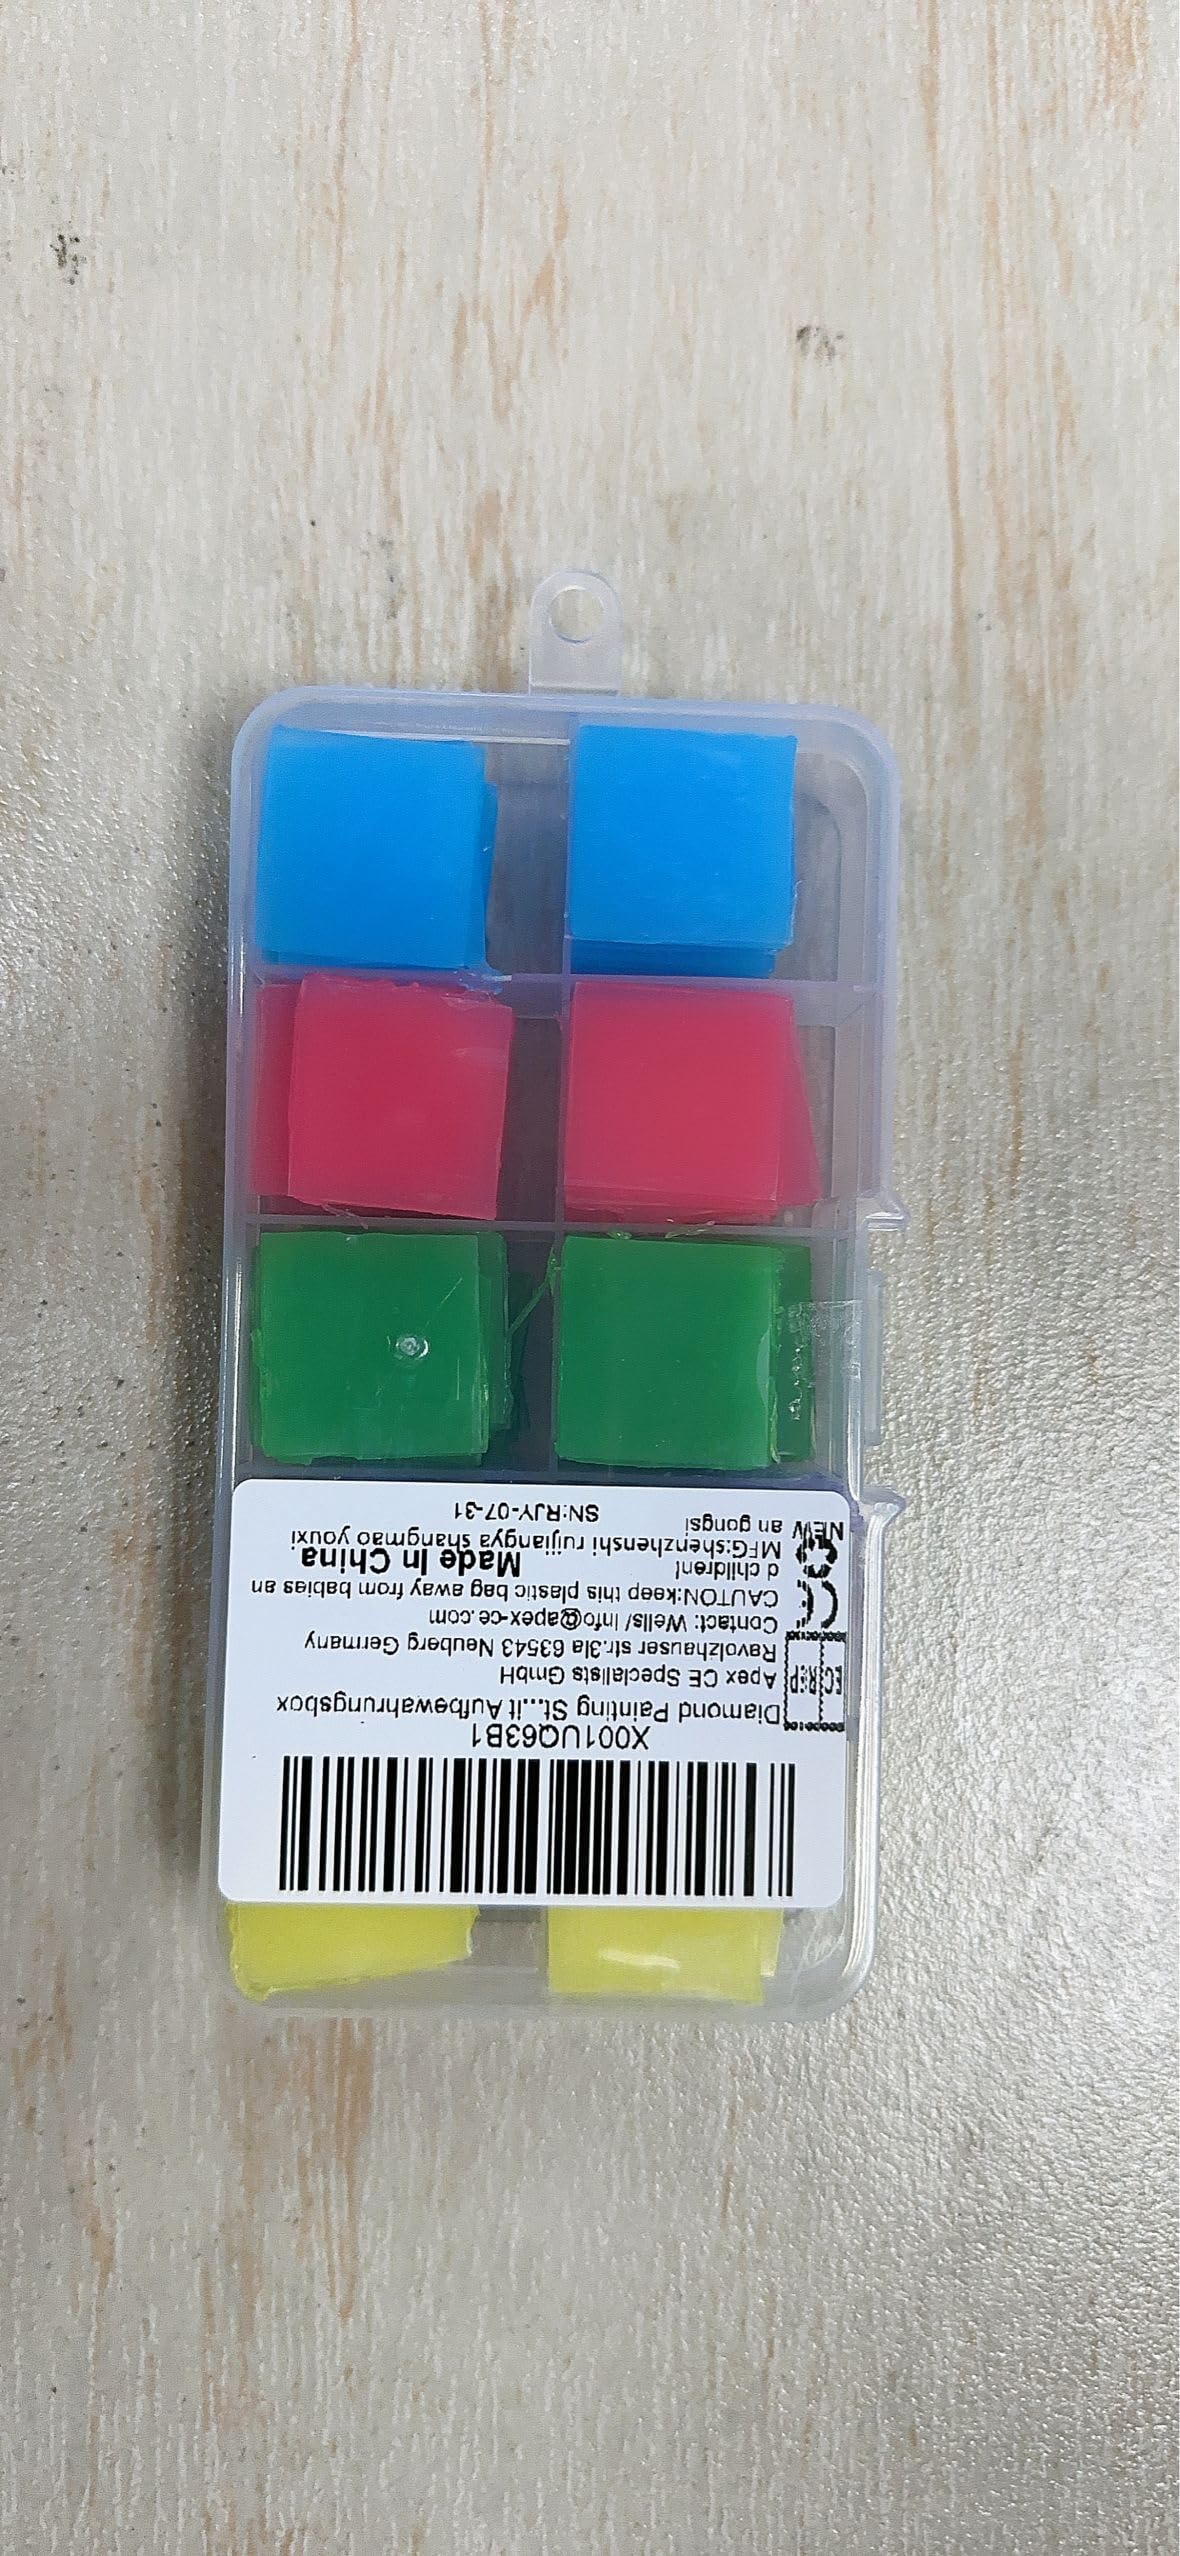 X001UQ63B1
Diamond Painting St...it Aufbewahrungsbox
EC REP
Apex CE Specialists GmbH
Ravolzhauser str.3la 63543 Neuberg Germany
Contact: Wells/ Info@apex-ce.com
CAUTON:keep this plastic bag away from babies an
d children!
Made In China
MFG:shenzhenshi ruijiangya shangmao youxi
an gongsi
NEW
SN:RJY-07-31